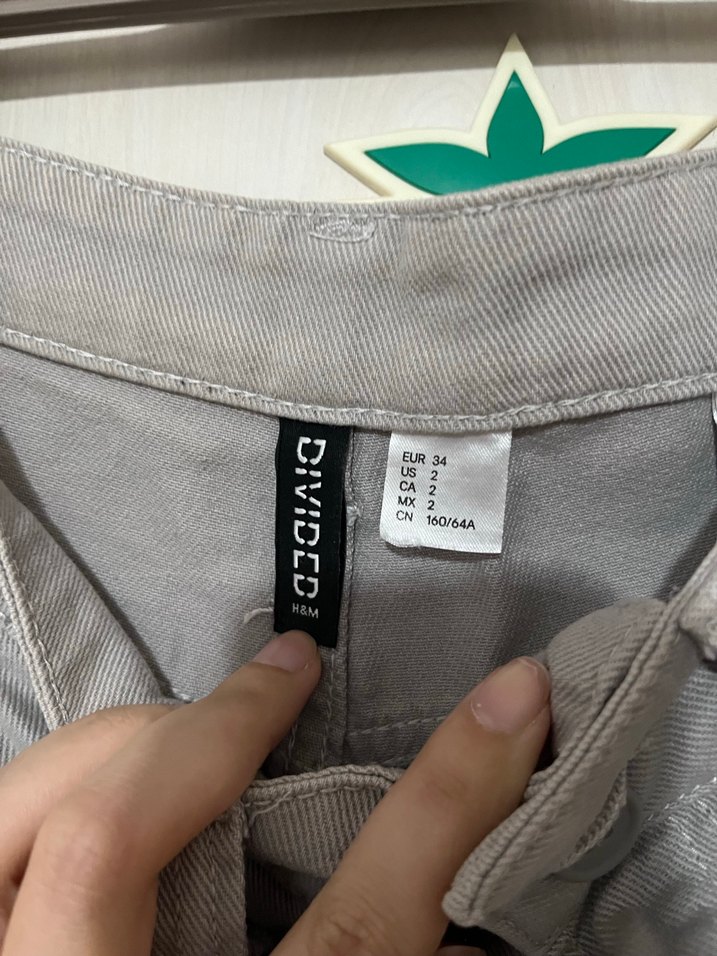 DIVIDED
H&M
EUR 34
US 2
CA 2
MX 2
CN 160/64A